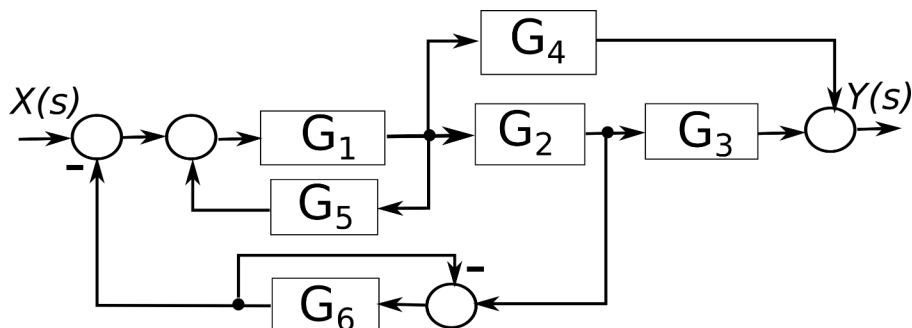 G₄
X(s)
Y(s)
G₁
G₂
G₃
-
G₅
-
G₆